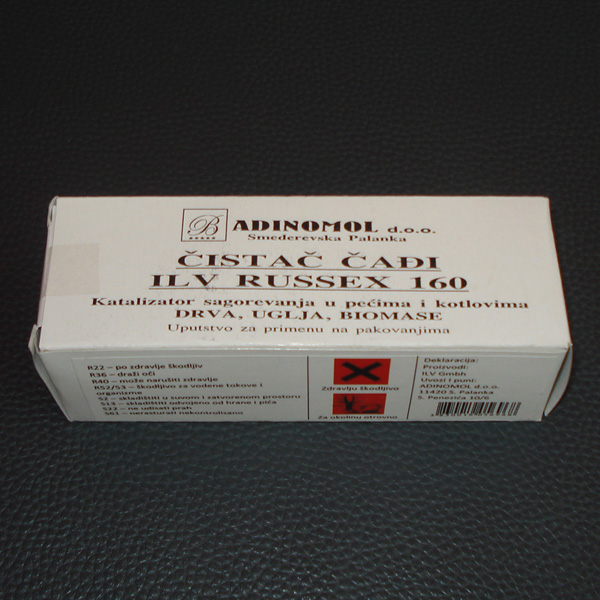 B
ADINOMOL d.o.o.
Smederevska Palanka
ČISTAČ ČAĐI
ILV RUSSEX 160
Katalizator sagorevanja u pećima i kotlovima
DRVA, UGLJA, BIOMASE
Uputstvo za primenu na pakovanjima
R22 – po zdravlje škodljiv
R36 – draži oči
R40 – može narušiti zdravlje
R52/53 – škodljivo za vodene tokove i
organizme
S2 – skladištiti u suvom i zatvorenom prostoru
S13 – skladištiti odvojeno od hrane i pića
S22 – ne udisati prah
S61 – nerasturati nekontrolisano
Zdravlju škodljivo
Za okolinu otrovno
Deklaracija:
Proizvodi:
ILV Gmbh
Uvozi i puni:
ADINOMOL d.o.o.
11420 S. Palanka
S. Penezića 10/6